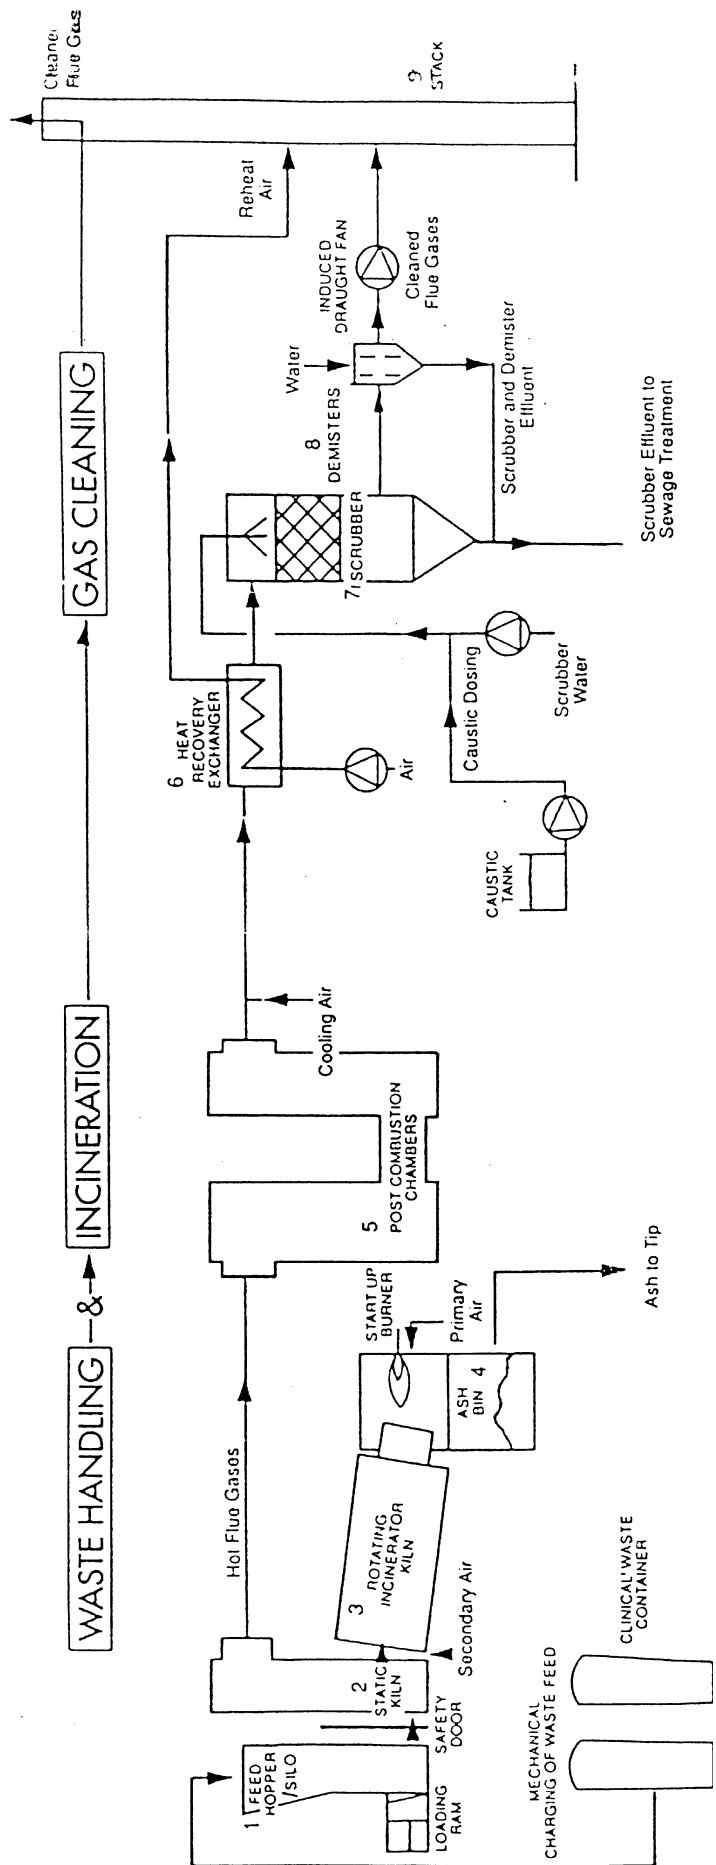 WASTE HANDLING
&
INCINERATION
GAS CLEANING
Cleaned
Flue Gas
9
STACK
Hot Flue Gases
Reheat
Air
1
FEED
HOPPER
/SILO
LOADING
RAM
SAFETY
DOOR
2
STATIC
KILN
Secondary Air
3
ROTATING
INCINERATOR
KILN
START UP
BURNER
Primary
Air
ASH
BIN 4
Ash to Tip
5
POST COMBUSTION
CHAMBERS
Cooling Air
6
HEAT
RECOVERY
EXCHANGER
Air
CAUSTIC
TANK
Caustic Dosing
Scrubber
Water
7 SCRUBBER
8
DEMISTERS
Water
INDUCED
DRAUGHT FAN
Cleaned
Flue Gases
Scrubber and Demister
Effluent
Scrubber Effluent to
Sewage Treatment
MECHANICAL
CHARGING OF WASTE FEED
CLINICAL WASTE
CONTAINER